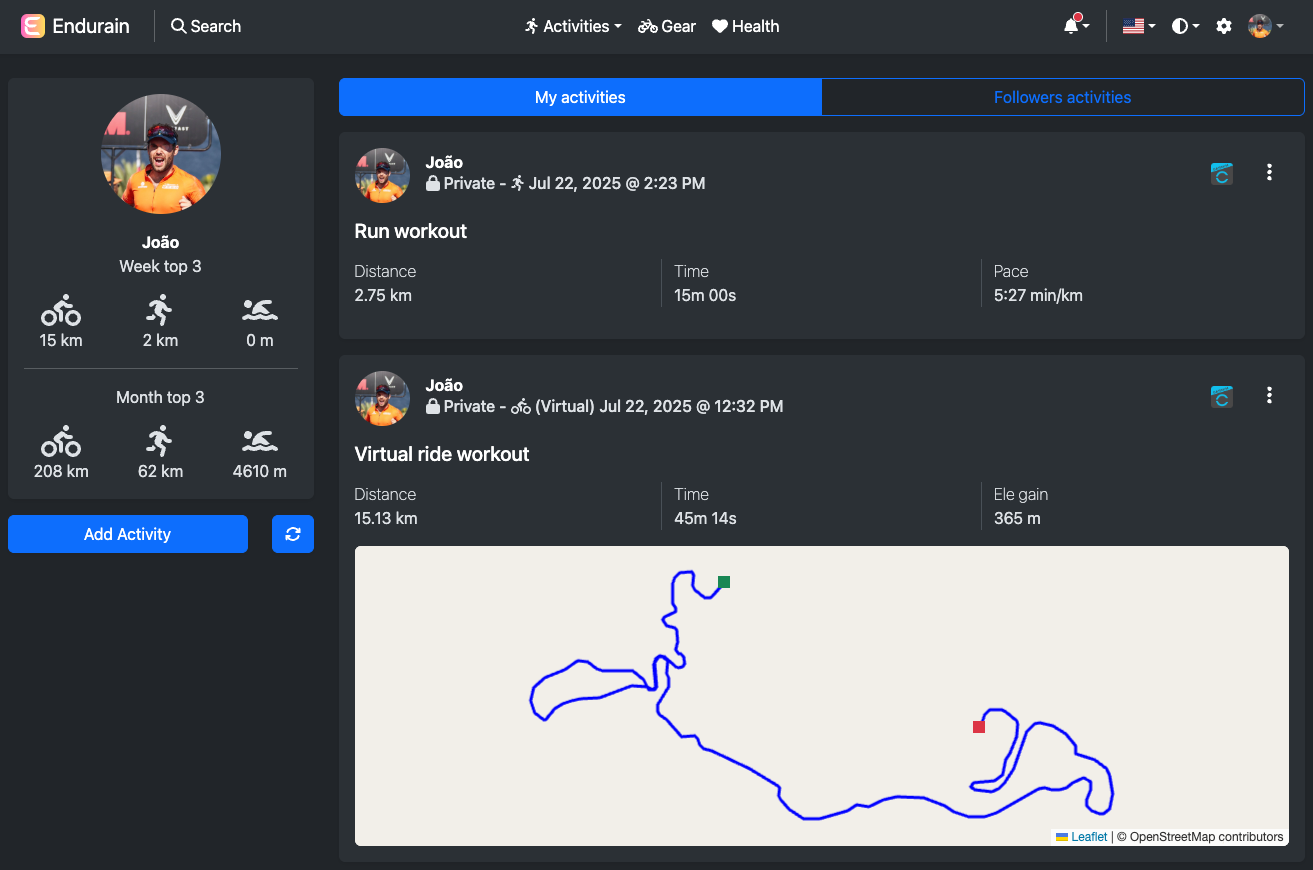 Endurain
Search
Activities
Gear
Health
João
Week top 3
15 km
2 km
0 m
Month top 3
208 km
62 km
4610 m
Add Activity
My activities
Followers activities
João
Private - Jul 22, 2025 @ 2:23 PM
Run workout
Distance
2.75 km
Time
15m 00s
Pace
5:27 min/km
João
Private - (Virtual) Jul 22, 2025 @ 12:32 PM
Virtual ride workout
Distance
15.13 km
Time
45m 14s
Ele gain
365 m
Leaflet | © OpenStreetMap contributors